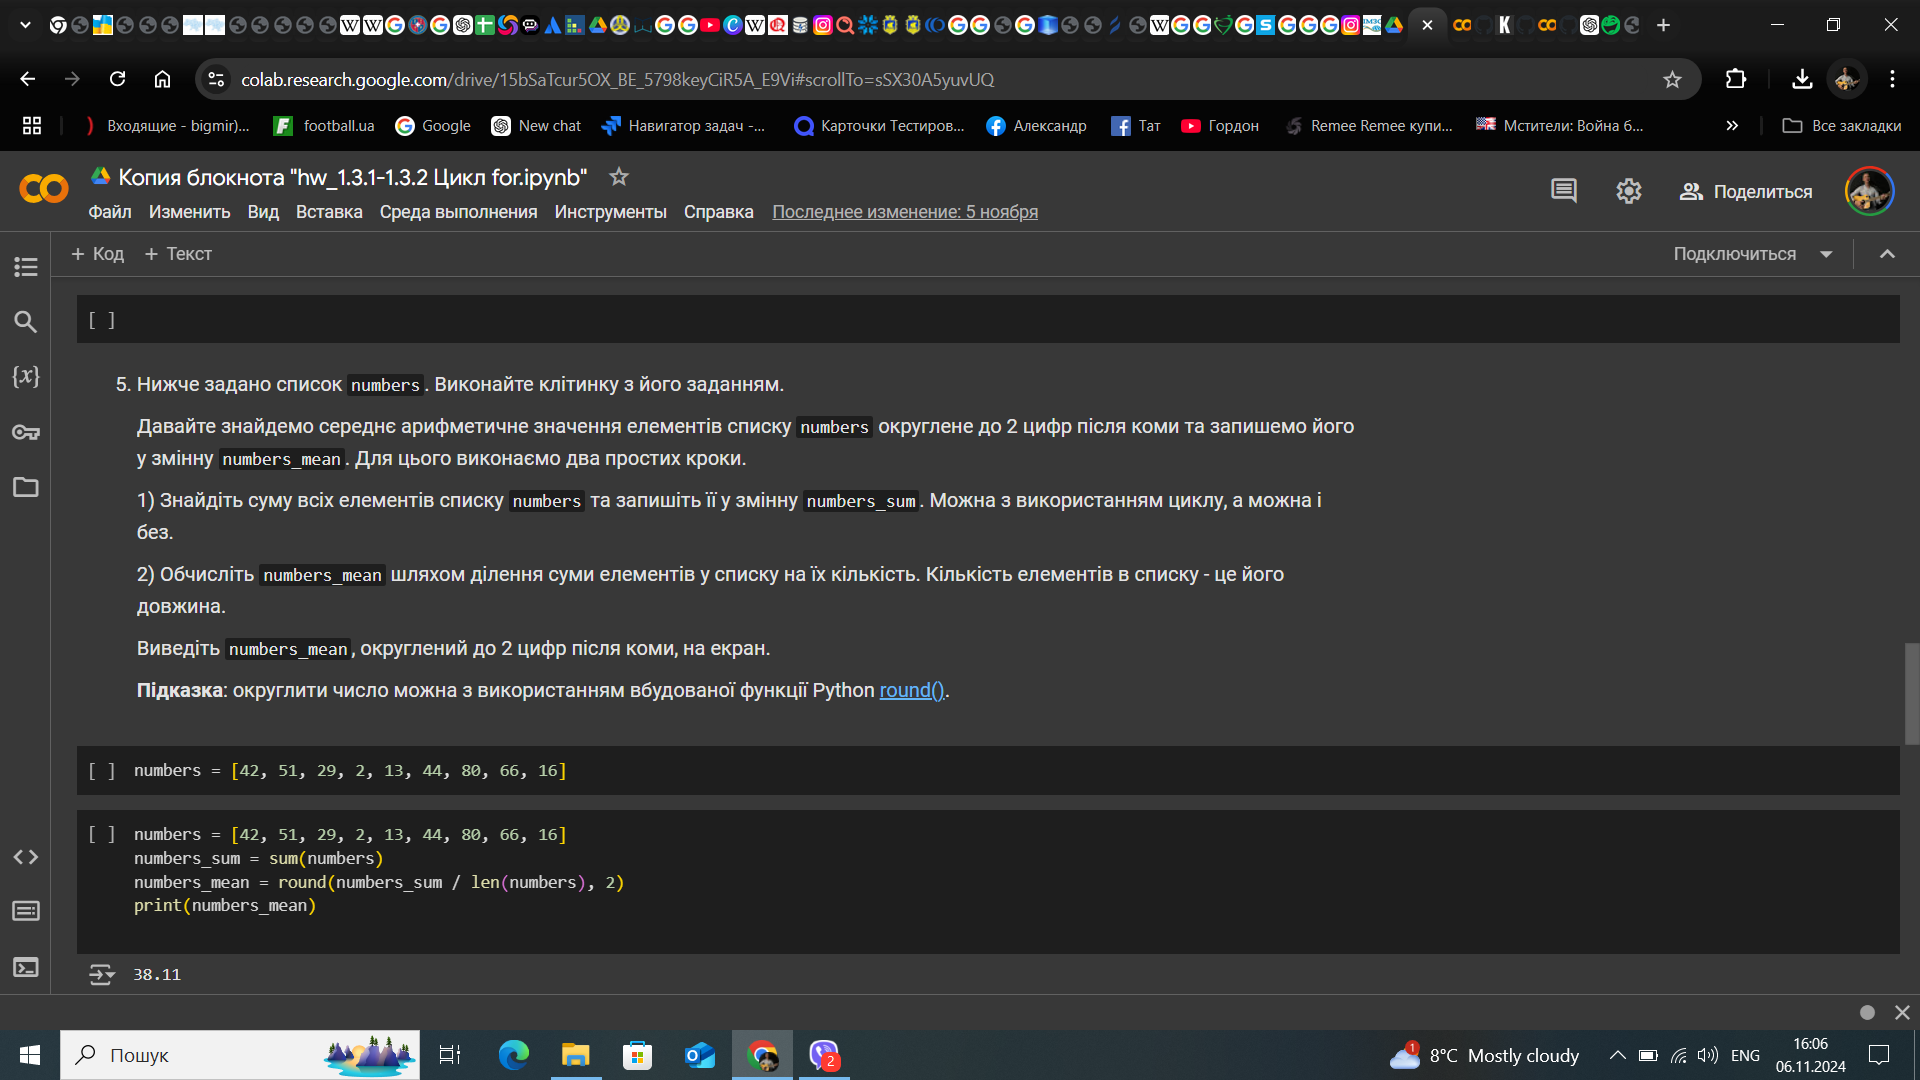 colab.research.google.com/drive/15bSaTcur5OX_BE_5798keyCiR5A_E9Vi#scrollTo=sSX30A5yuvUQ
Входящие - bigmir)...
football.ua
Google
New chat
Навигатор задач -...
Карточки Тестиров...
Александр
Тат
Гордон
Remee Remee купи...
Мстители: Война б...
»
Все закладки
Копия блокнота "hw_1.3.1-1.3.2 Цикл for.ipynb"
Поделиться
Файл Изменить Вид Вставка Среда выполнения Инструменты Справка Последнее изменение: 5 ноября
+ Код + Текст
Подключиться
[ ]
5. Нижче задано список numbers. Виконайте клітинку з його заданням.
Давайте знайдемо середнє арифметичне значення елементів списку numbers округлене до 2 цифр після коми та запишемо його
у змінну numbers_mean. Для цього виконаємо два простих кроки.
1) Знайдіть суму всіх елементів списку numbers та запишіть її у змінну numbers_sum. Можна з використанням циклу, а можна і
без.
2) Обчисліть numbers_mean шляхом ділення суми елементів у списку на їх кількість. Кількість елементів в списку - це його
довжина.
Виведіть numbers_mean, округлений до 2 цифр після коми, на екран.
Підказка: округлити число можна з використанням вбудованої функції Python round().
[ ] numbers = [42, 51, 29, 2, 13, 44, 80, 66, 16]
[ ] numbers = [42, 51, 29, 2, 13, 44, 80, 66, 16]
numbers_sum = sum(numbers)
numbers_mean = round(numbers_sum / len(numbers), 2)
print(numbers_mean)
38.11
Пошук
2
1
8°C Mostly cloudy
ENG
16:06
06.11.2024